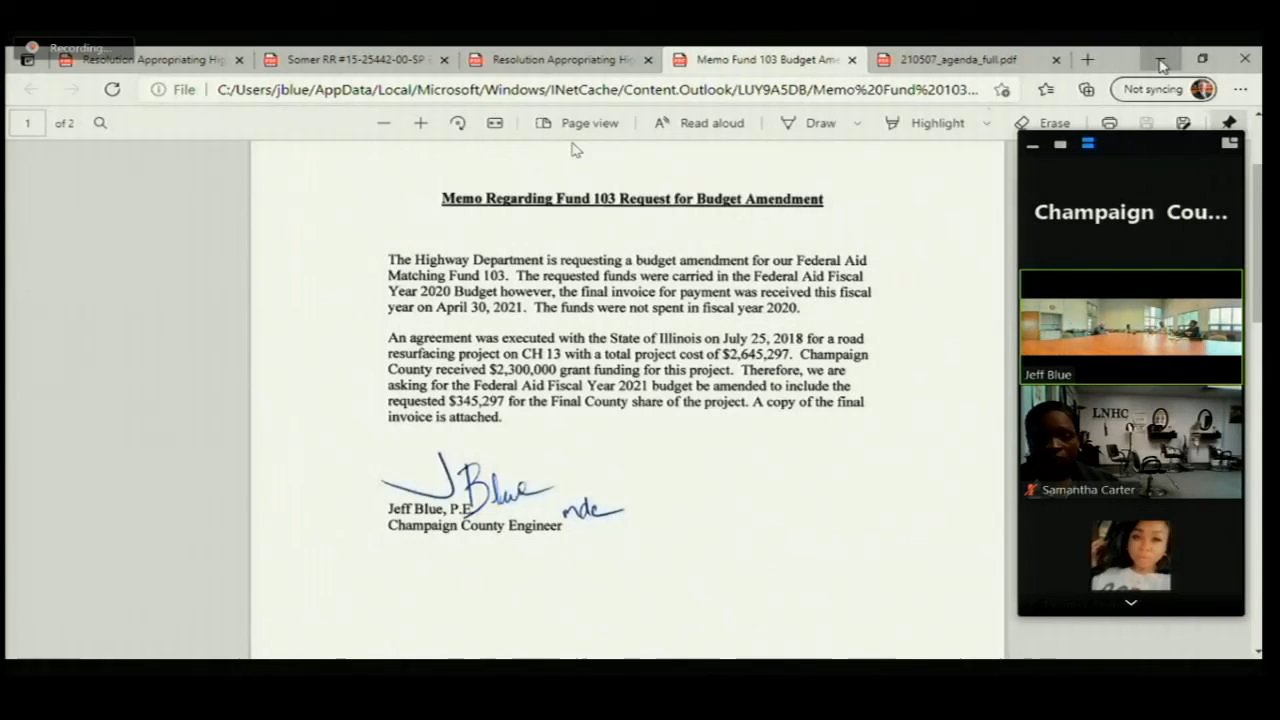 Recording...
Resolution Appropriating Hi
Somer RR #15-25442-00-SP
Resolution Appropriating Hi
Memo Fund 103 Budget Ame
210507_agenda_full.pdf
File
C:/Users/jblue/AppData/Local/Microsoft/Windows/INetCache/Content.Outlook/LUY9A5DB/Memo%20Fund%20103...
Not syncing
1 of 2
Page view
Read aloud
Draw
Highlight
Erase
Memo Regarding Fund 103 Request for Budget Amendment
The Highway Department is requesting a budget amendment for our Federal Aid
Matching Fund 103. The requested funds were carried in the Federal Aid Fiscal
Year 2020 Budget however, the final invoice for payment was received this fiscal
year on April 30, 2021. The funds were not spent in fiscal year 2020.
An agreement was executed with the State of Illinois on July 25, 2018 for a road
resurfacing project on CH 13 with a total project cost of $2,645,297. Champaign
County received $2,300,000 grant funding for this project. Therefore, we are
asking for the Federal Aid Fiscal Year 2021 budget be amended to include the
requested $345,297 for the Final County share of the project. A copy of the final
invoice is attached.
J Blue
mdc
Jeff Blue, P.E
Champaign County Engineer
Champaign Cou...
Jeff Blue
LNHC
Samantha Carter